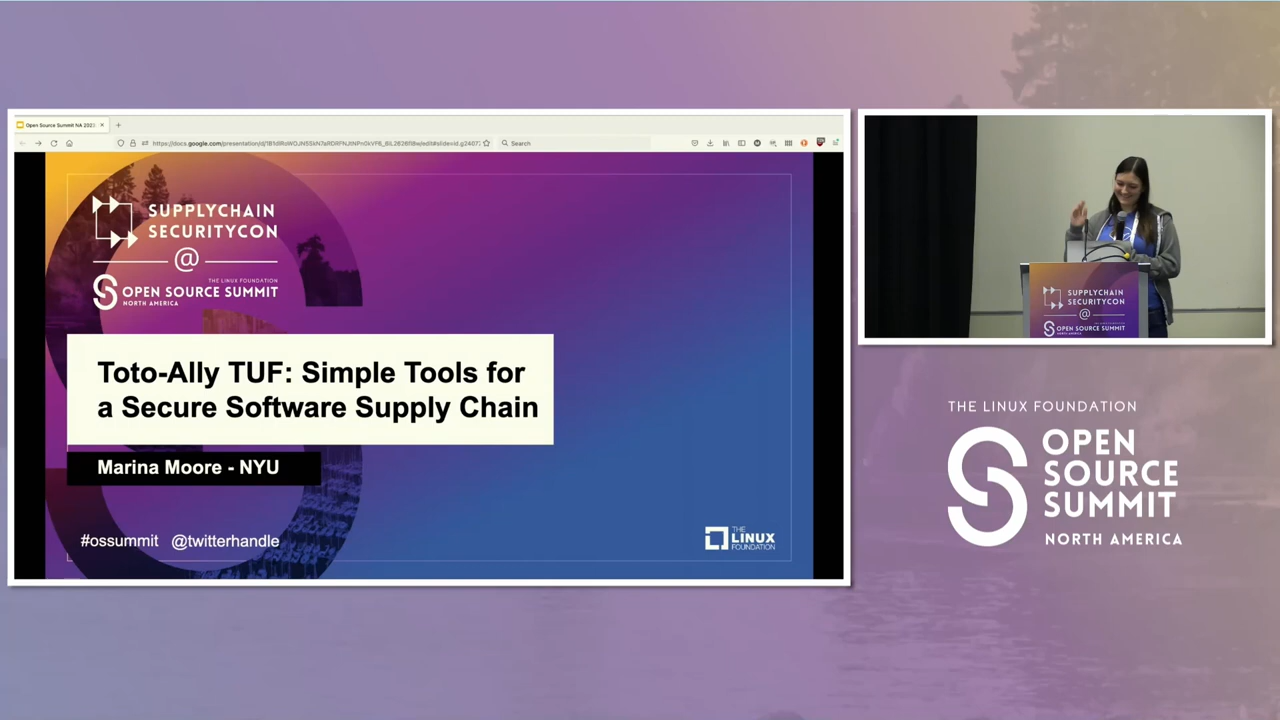 Open Source Summit NA 2023
Search
SUPPLYCHAIN
SECURITYCON
@
THE LINUX FOUNDATION
OPEN SOURCE SUMMIT
NORTH AMERICA
Toto-Ally TUF: Simple Tools for
a Secure Software Supply Chain
Marina Moore - NYU
#ossummit @twitterhandle
THE
LINUX
FOUNDATION
SUPPLYCHAIN
SECURITYCON
@
OPEN SOURCE SUMMIT
THE LINUX FOUNDATION
OPEN
SOURCE
SUMMIT
NORTH AMERICA